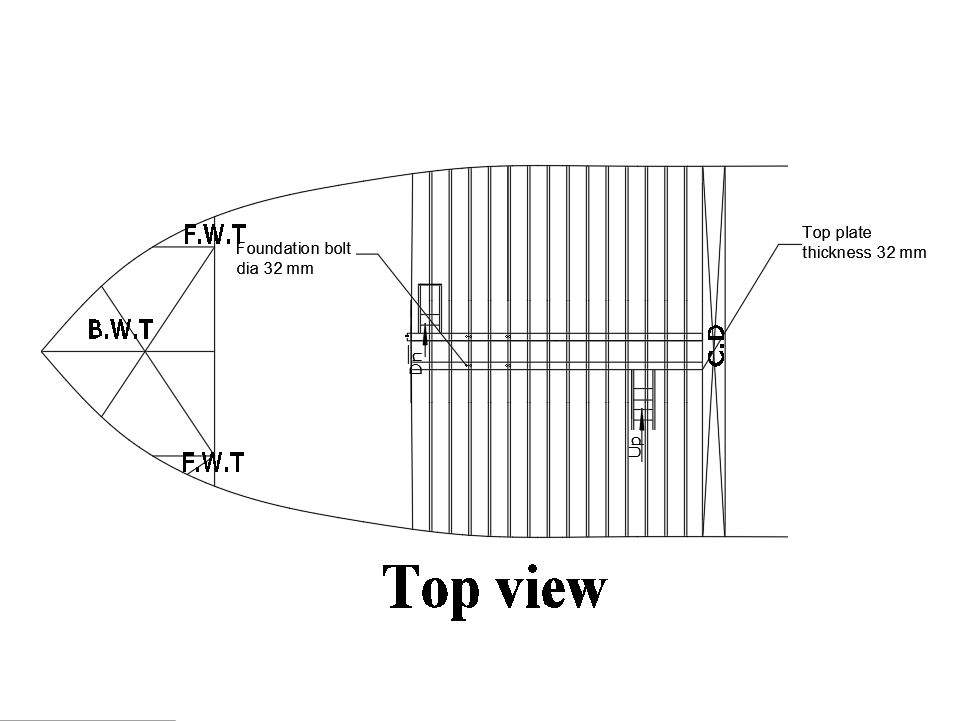 F.W.T
Foundation bolt
dia 32 mm
Top plate
thickness 32 mm
B.W.T
C.D
Dn
Up
F.W.T
Top view